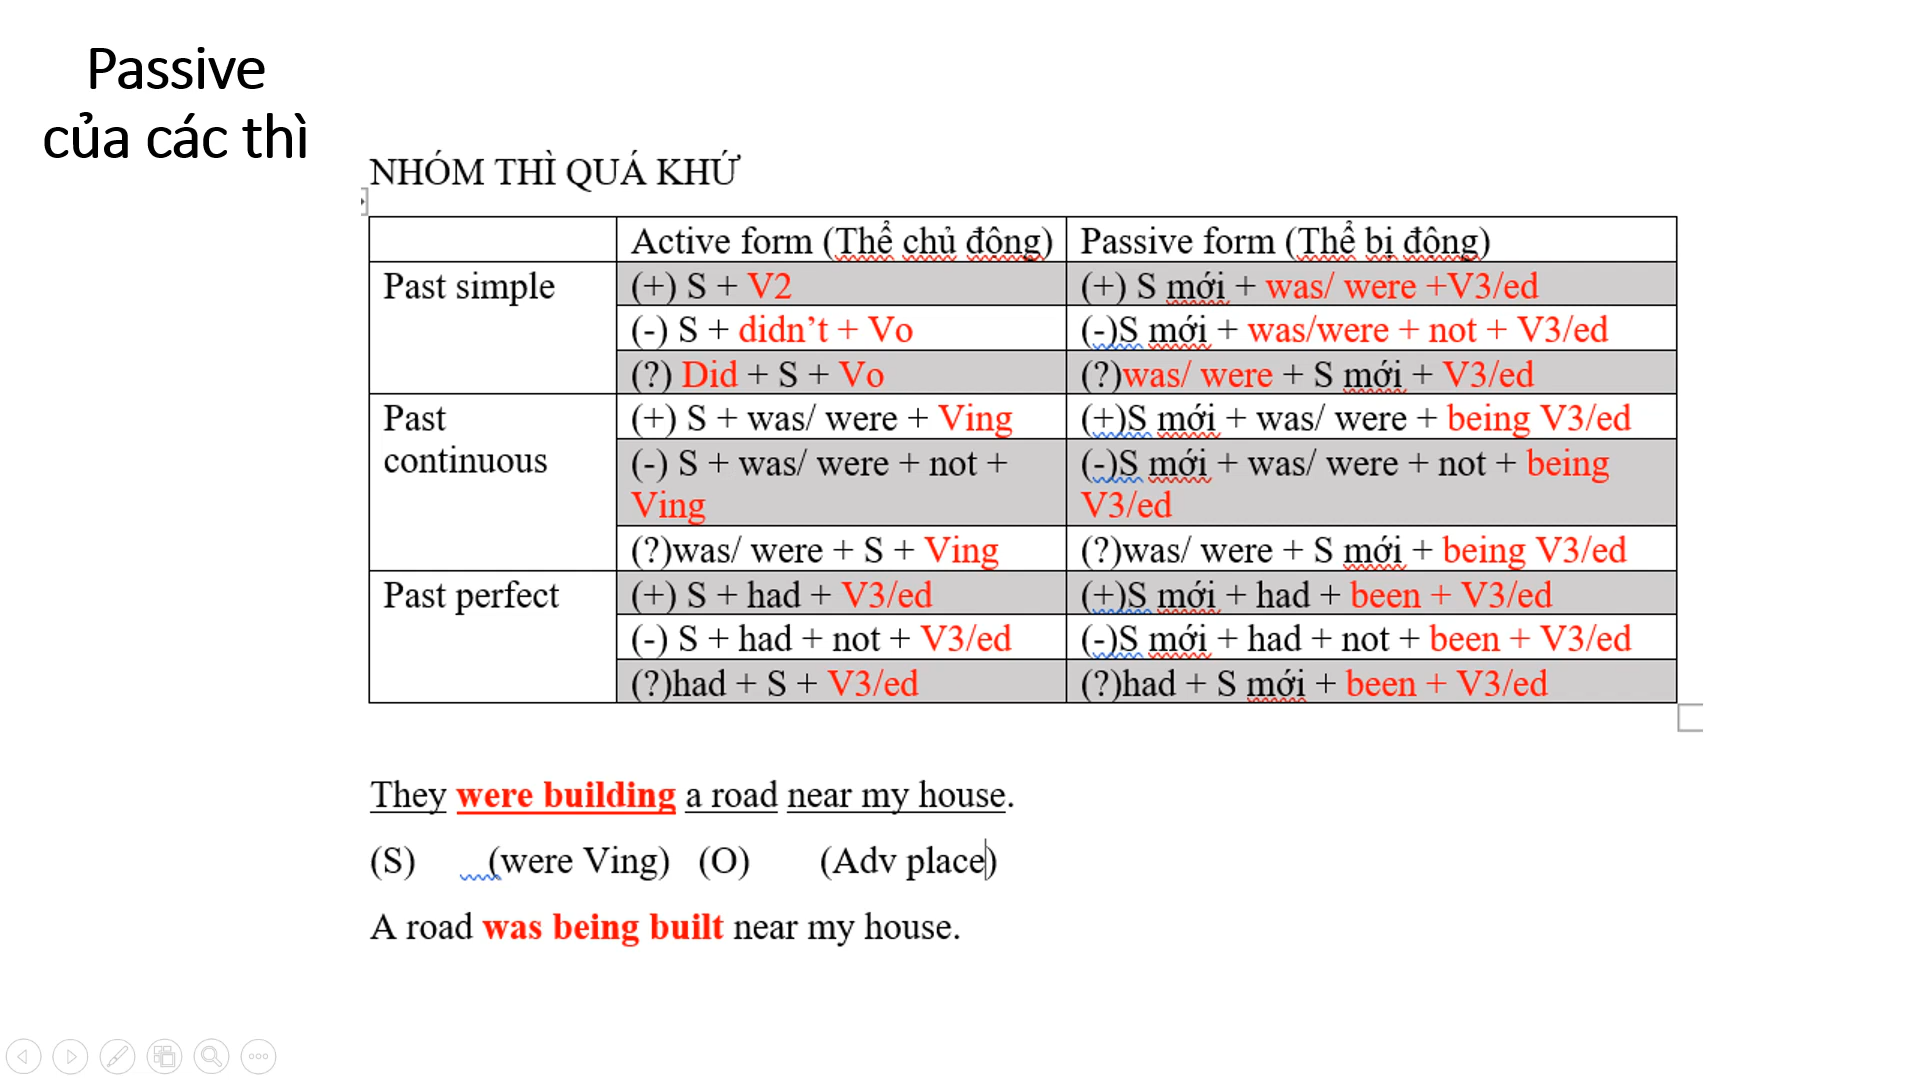 Passive
của các thì
NHÓM THÌ QUÁ KHỨ
Active form (Thể chủ động)
Passive form (Thể bị động)
Past simple
(+) S + V2
(+) S mới + was/ were +V3/ed
(-) S + didn’t + Vo
(-)S mới + was/were + not + V3/ed
(?) Did + S + Vo
(?)was/ were + S mới + V3/ed
Past
continuous
(+) S + was/ were + Ving
(+)S mới + was/ were + being V3/ed
(-) S + was/ were + not +
Ving
(-)S mới + was/ were + not + being
V3/ed
(?)was/ were + S + Ving
(?)was/ were + S mới + being V3/ed
Past perfect
(+) S + had + V3/ed
(+)S mới + had + been + V3/ed
(-) S + had + not + V3/ed
(-)S mới + had + not + been + V3/ed
(?)had + S + V3/ed
(?)had + S mới + been + V3/ed
They were building a road near my house.
(S) (were Ving) (O) (Adv place)
A road was being built near my house.